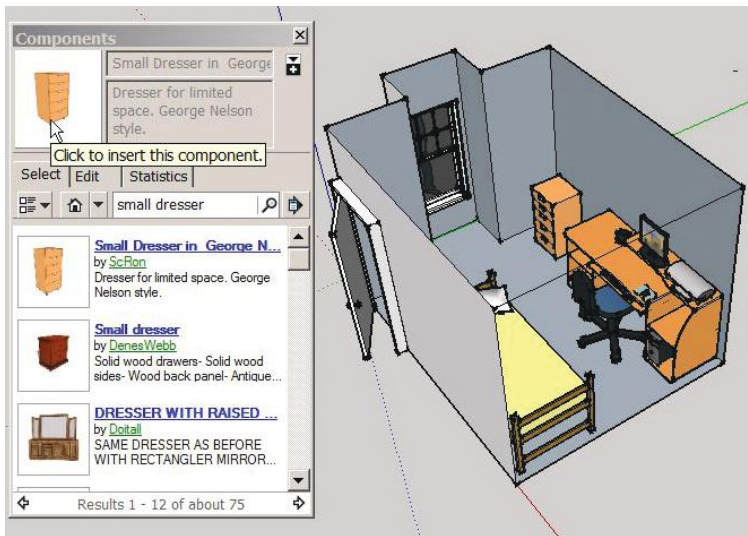 Components
Small Dresser in George
Dresser for limited
space. George Nelson
style.
Click to insert this component.
Select Edit Statistics
small dresser
Small Dresser in George N...
by ScRon
Dresser for limited space. George
Nelson style.
Small dresser
by DenesWebb
Solid wood drawers- Solid wood
sides- Wood back panel- Antique...
DRESSER WITH RAISED ...
by Doitall
SAME DRESSER AS BEFORE
WITH RECTANGLER MIRROR...
Results 1 - 12 of about 75